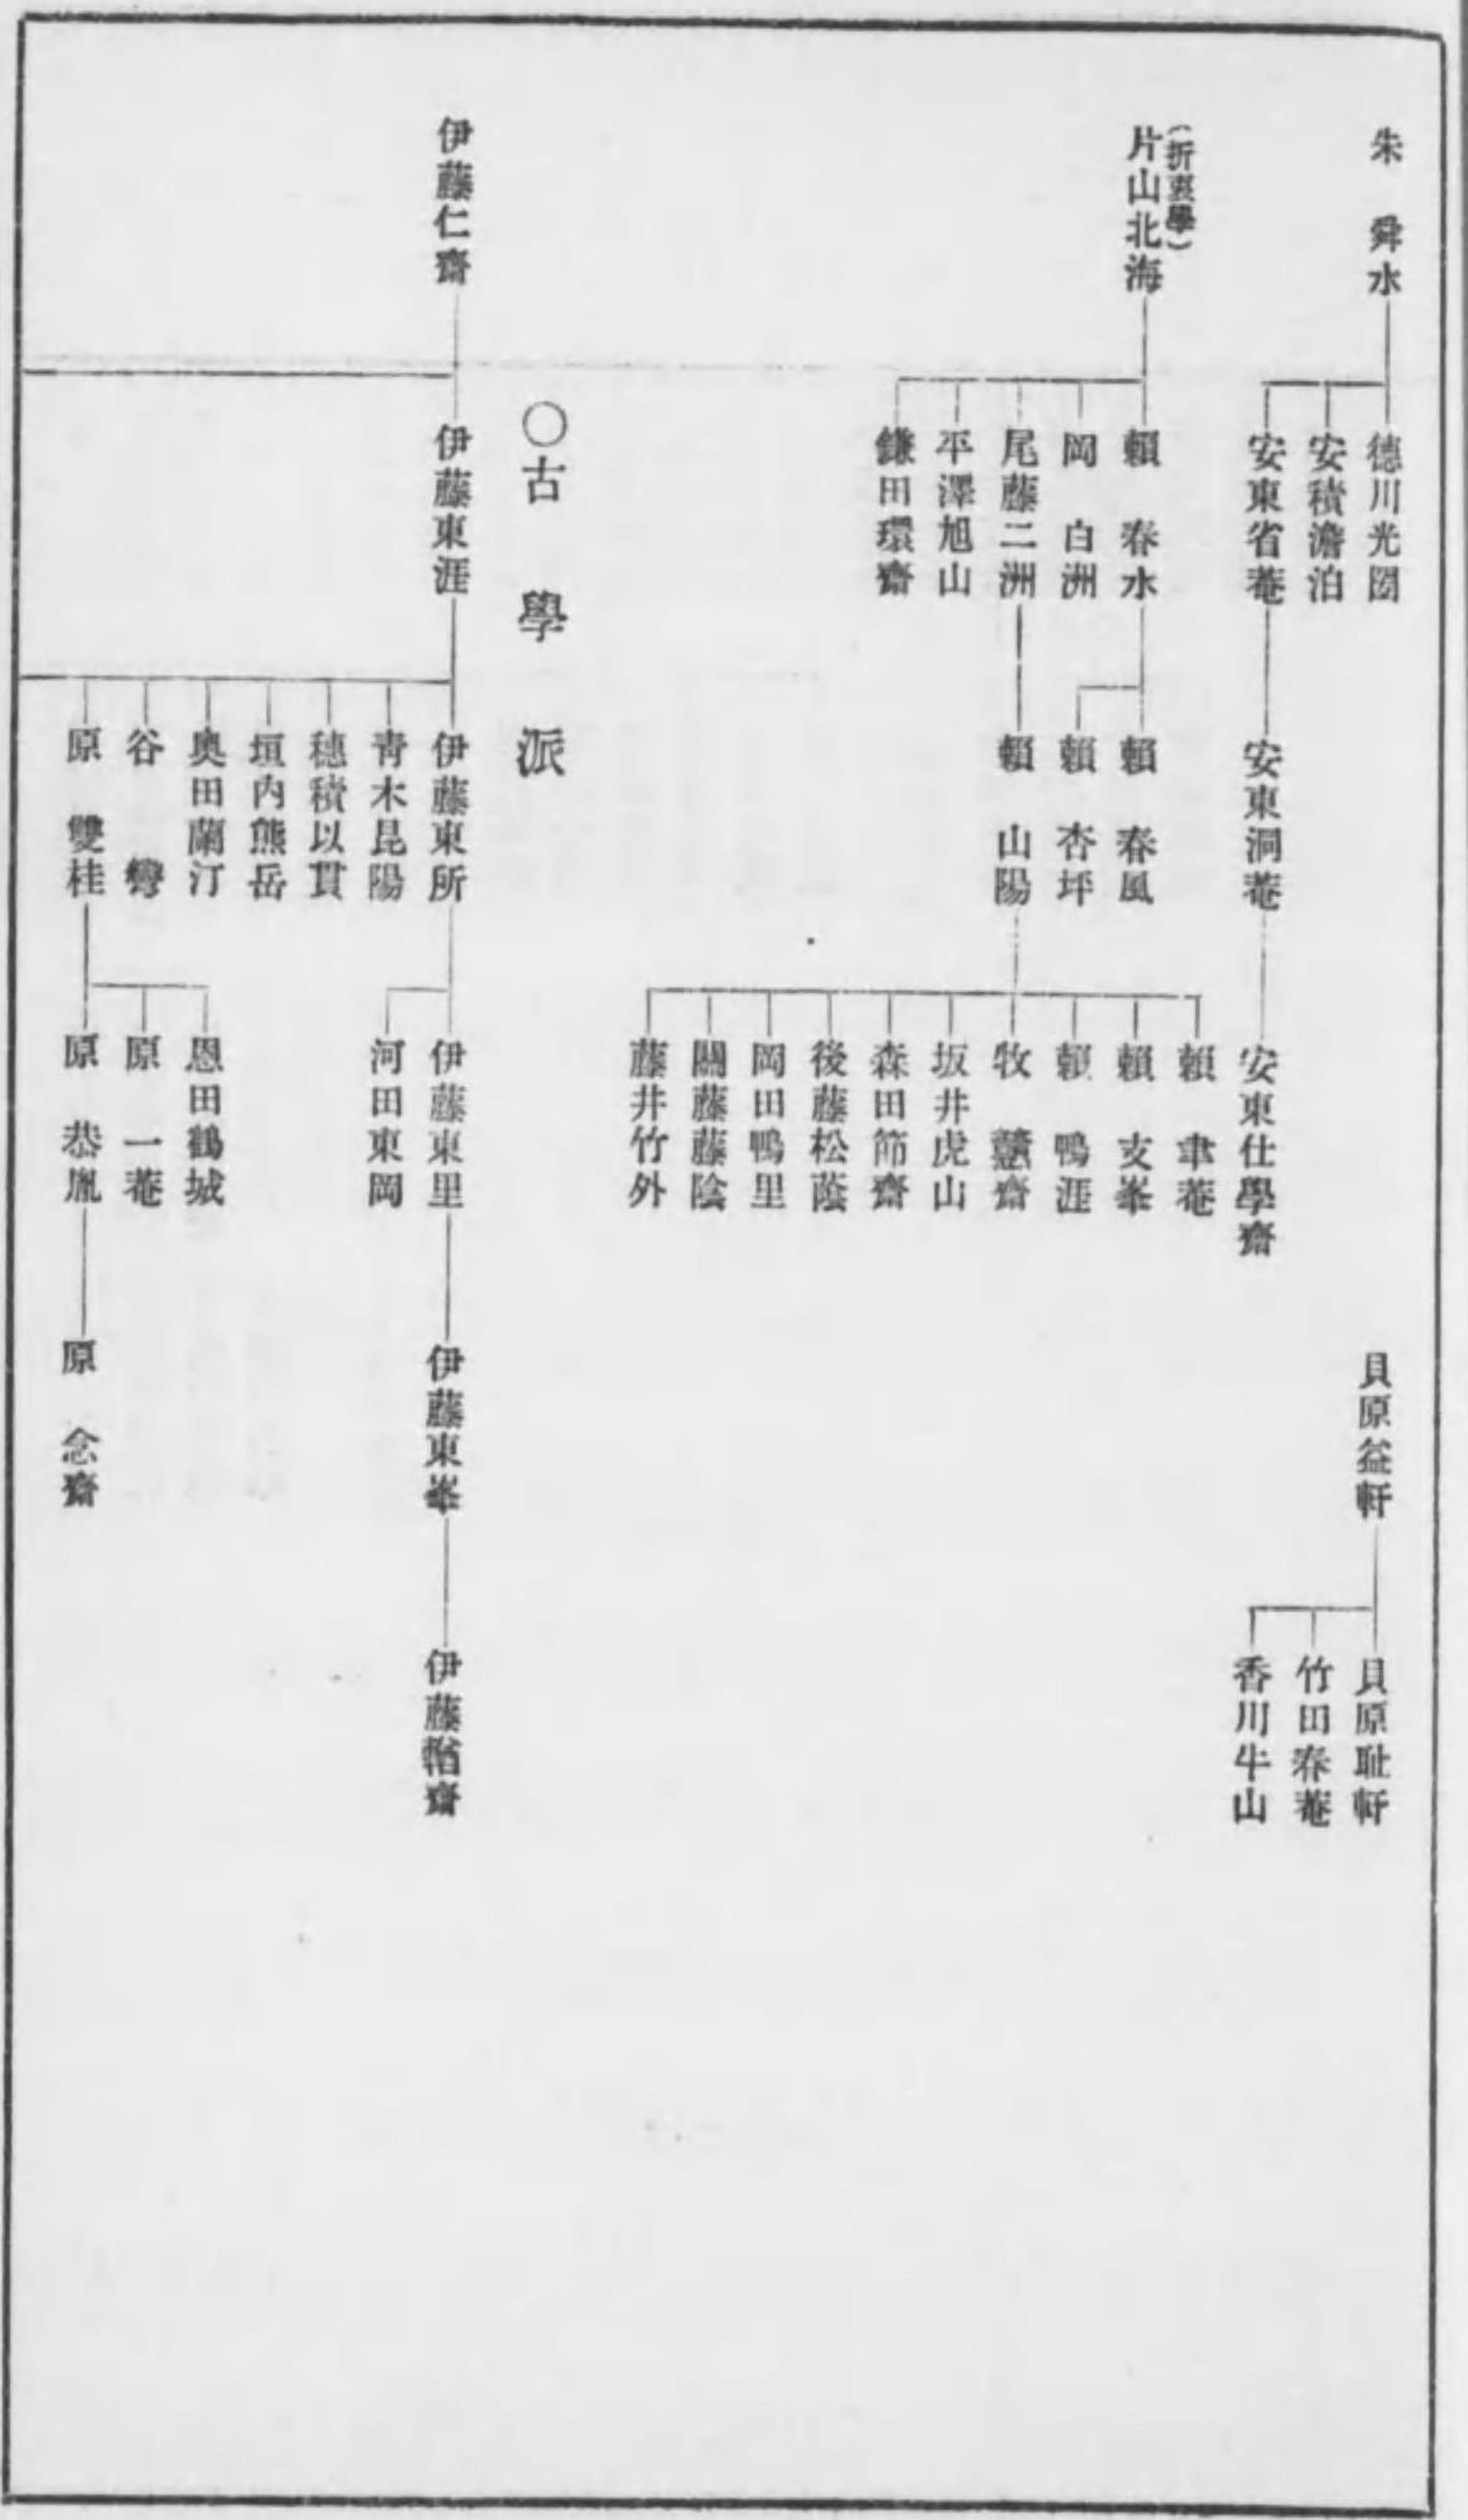 朱舜水
德川光圀
安積澹泊
安東省菴
安東洞菴
安東仕學齋
貝原益軒
貝原耻軒
竹田春菴
香川牛山
(折衷學)
片山北海
賴春水
賴春風
賴杏坪
岡白洲
尾藤二洲
賴山陽
賴聿菴
賴支峯
賴鴨涯
牧戇齋
坂井虎山
森田節齋
後藤松蔭
岡田鴨里
關藤藤陰
藤井竹外
平澤旭山
鎌田環齋
○古學派
伊藤仁齋
伊藤東涯
伊藤東所
伊藤東里
伊藤東峯
伊藤輶齋
河田東岡
青木昆陽
穗積以貫
垣內熊岳
奧田蘭汀
谷
原雙桂
恩田鶴城
原一菴
原恭胤
原念齋